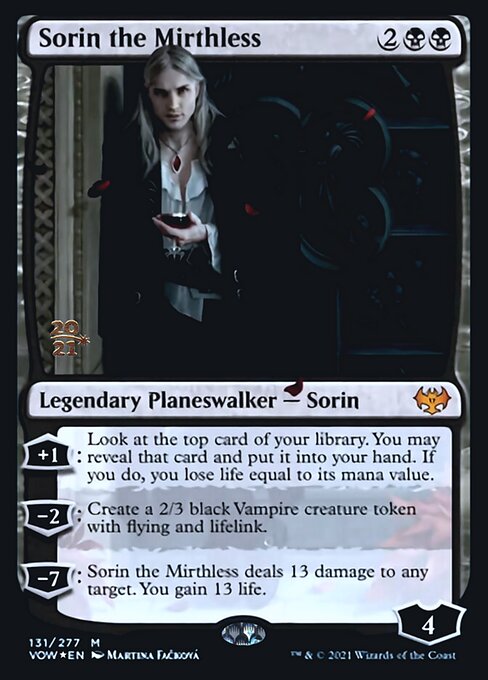 Sorin the Mirthless 2
20
21
Legendary Planeswalker — Sorin
+1 : Look at the top card of your library. You may
reveal that card and put it into your hand. If
you do, you lose life equal to its mana value.
−2 : Create a 2/3 black Vampire creature token
with flying and lifelink.
−7 : Sorin the Mirthless deals 13 damage to any
target. You gain 13 life.
4
131/277 M
VOW★EN Martina Fačková
™ & © 2021 Wizards of the Coast